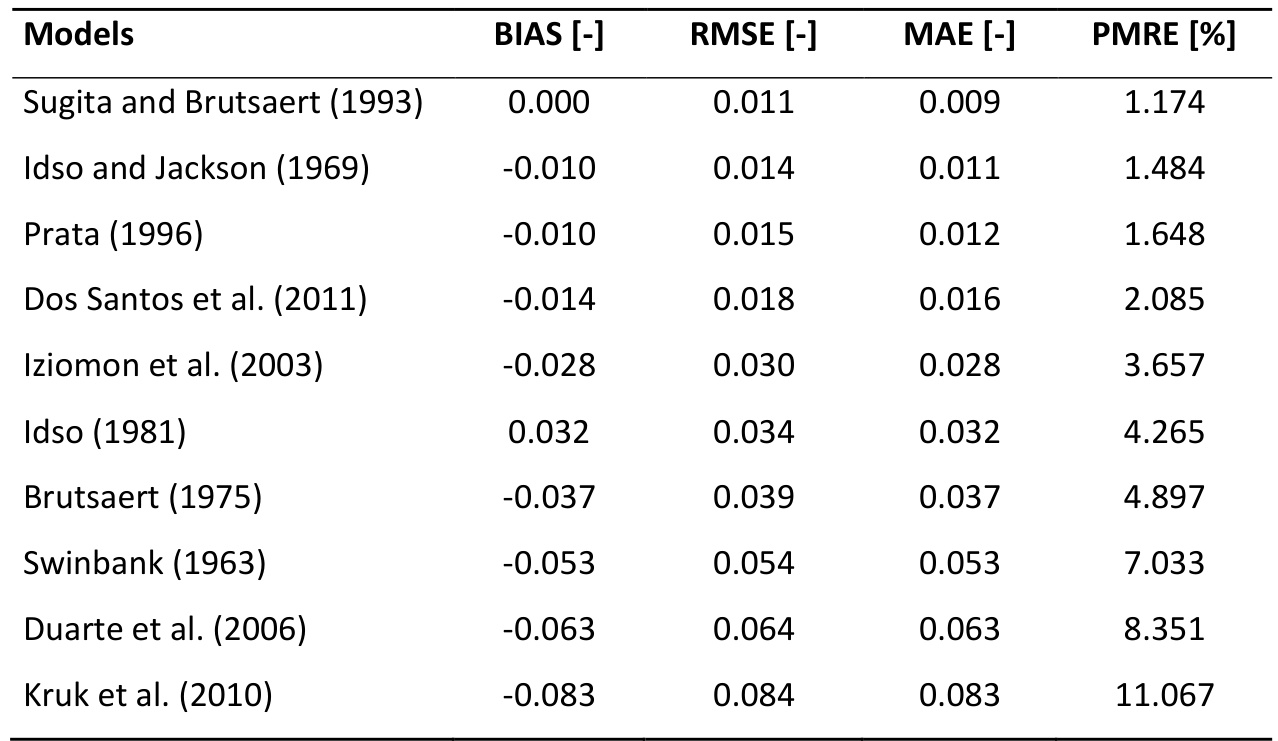 Models BIAS [-] RMSE [-] MAE [-] PMRE [%]
Sugita and Brutsaert (1993) 0.000 0.011 0.009 1.174
Idso and Jackson (1969) -0.010 0.014 0.011 1.484
Prata (1996) -0.010 0.015 0.012 1.648
Dos Santos et al. (2011) -0.014 0.018 0.016 2.085
Iziomon et al. (2003) -0.028 0.030 0.028 3.657
Idso (1981) 0.032 0.034 0.032 4.265
Brutsaert (1975) -0.037 0.039 0.037 4.897
Swinbank (1963) -0.053 0.054 0.053 7.033
Duarte et al. (2006) -0.063 0.064 0.063 8.351
Kruk et al. (2010) -0.083 0.084 0.083 11.067